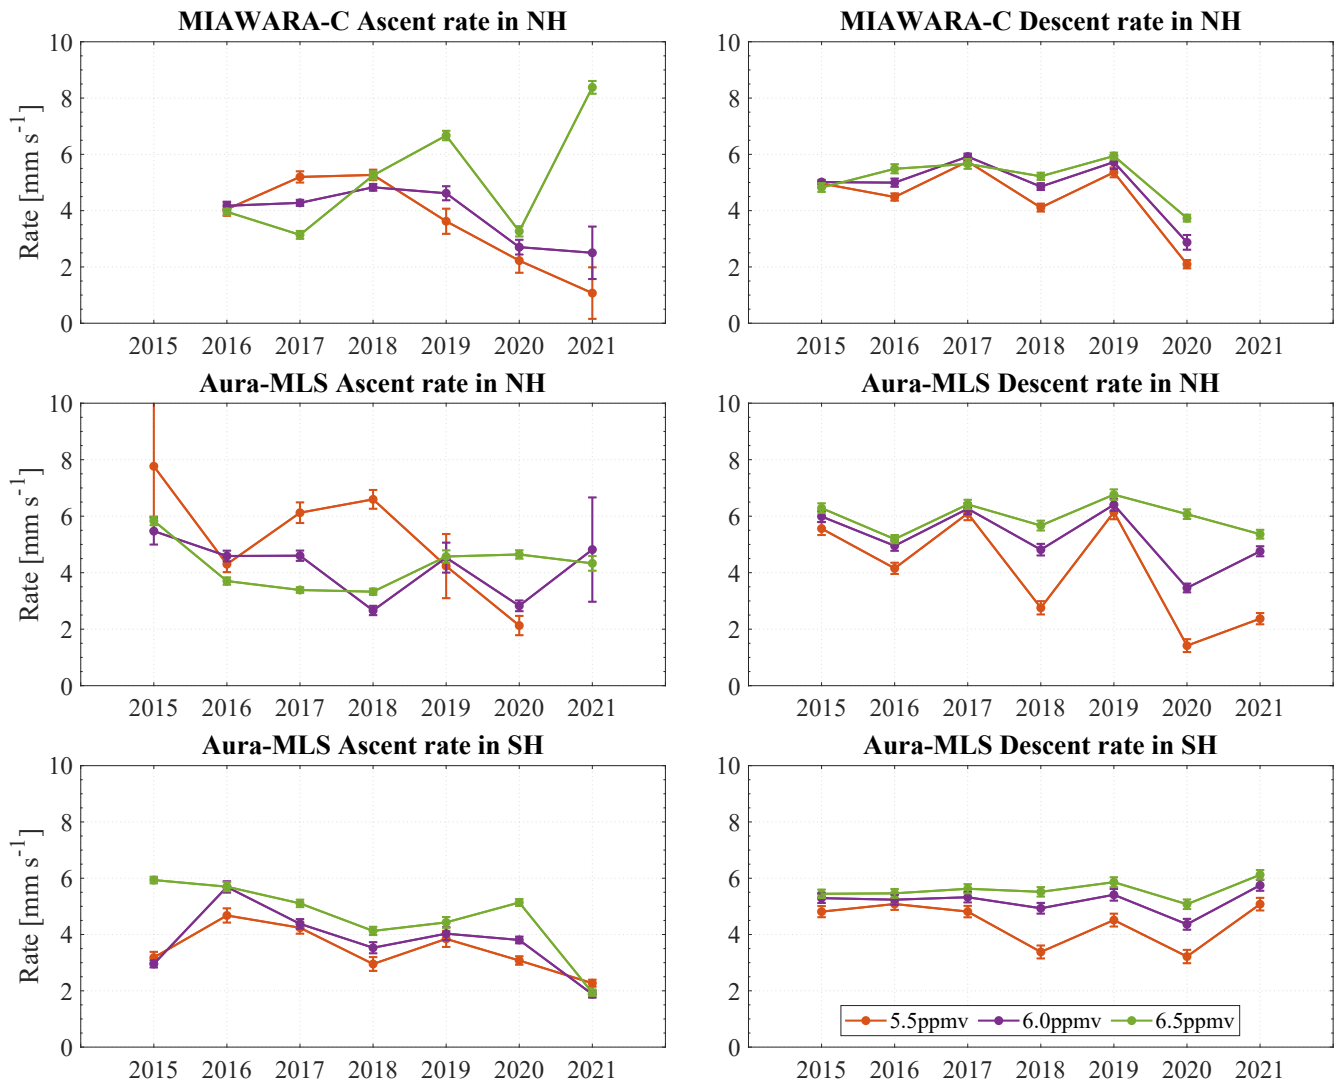 MIAWARA-C Ascent rate in NH
MIAWARA-C Descent rate in NH
10
8
6
4
2
0
Rate [mm s⁻¹]
2015 2016 2017 2018 2019 2020 2021
10
8
6
4
2
0
2015 2016 2017 2018 2019 2020 2021
Aura-MLS Ascent rate in NH
Aura-MLS Descent rate in NH
10
8
6
4
2
0
Rate [mm s⁻¹]
2015 2016 2017 2018 2019 2020 2021
10
8
6
4
2
0
2015 2016 2017 2018 2019 2020 2021
Aura-MLS Ascent rate in SH
Aura-MLS Descent rate in SH
10
8
6
4
2
0
Rate [mm s⁻¹]
2015 2016 2017 2018 2019 2020 2021
10
8
6
4
2
0
5.5ppmv 6.0ppmv 6.5ppmv
2015 2016 2017 2018 2019 2020 2021